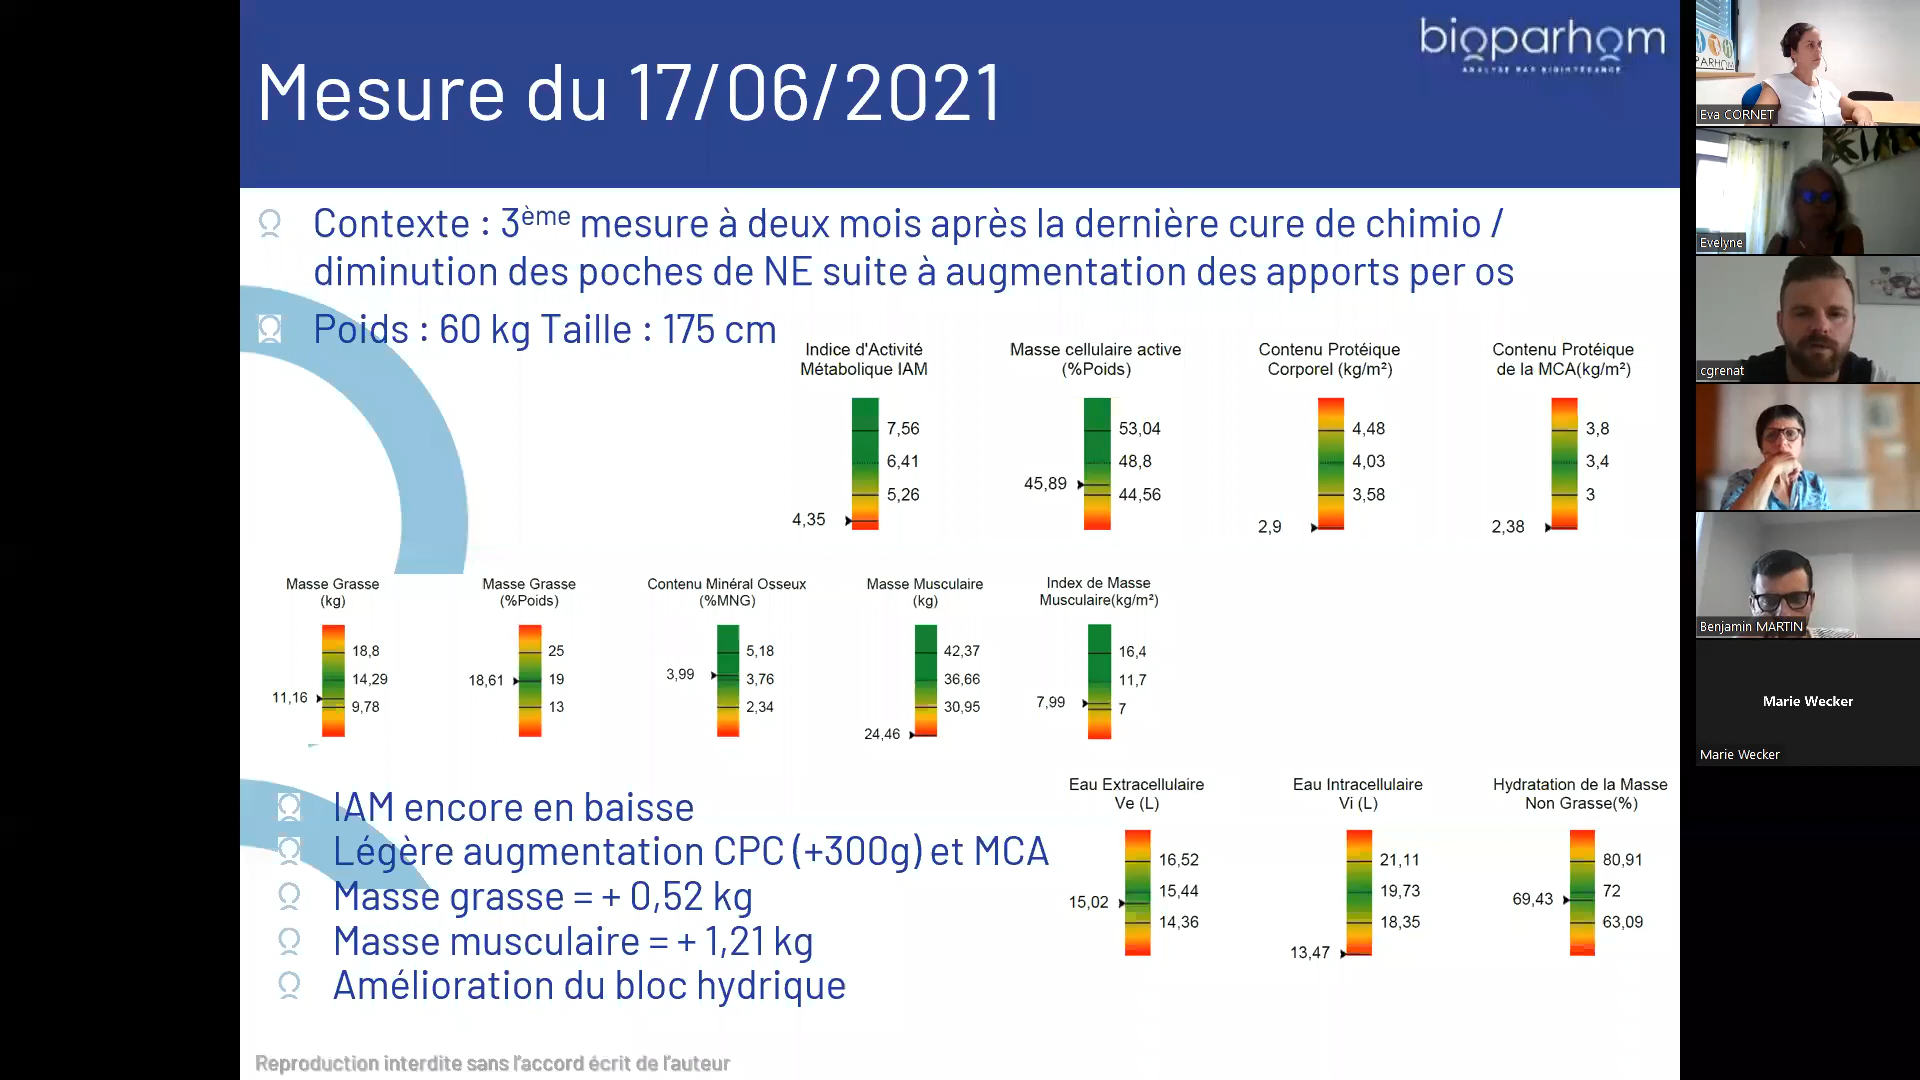 bioparhom
Mesure du 17/06/2021
Contexte : 3ème mesure à deux mois après la dernière cure de chimio /
diminution des poches de NE suite à augmentation des apports per os
Poids : 60 kg Taille : 175 cm
Indice d'Activité
Métabolique IAM
7,56
6,41
5,26
4,35
Masse cellulaire active
(%Poids)
53,04
48,8
45,89
44,56
Contenu Protéique
Corporel (kg/m²)
4,48
4,03
3,58
2,9
Contenu Protéique
de la MCA(kg/m²)
3,8
3,4
3
2,38
Masse Grasse
(kg)
18,8
14,29
11,16
9,78
Masse Grasse
(%Poids)
25
18,61
19
13
Contenu Minéral Osseux
(%MNG)
5,18
3,99
3,76
2,34
Masse Musculaire
(kg)
42,37
36,66
30,95
24,46
Index de Masse
Musculaire(kg/m²)
16,4
11,7
7,99
7
IAM encore en baisse
Légère augmentation CPC (+300g) et MCA
Masse grasse = + 0,52 kg
Masse musculaire = + 1,21 kg
Amélioration du bloc hydrique
Eau Extracellulaire
Ve (L)
16,52
15,44
15,02
14,36
Eau Intracellulaire
Vi (L)
21,11
19,73
18,35
13,47
Hydratation de la Masse
Non Grasse(%)
80,91
72
69,43
63,09
Reproduction interdite sans l'accord écrit de l'auteur
Eva CORNET
Evelyne
cgrenat
Benjamin MARTIN
Marie Wecker
Marie Wecker